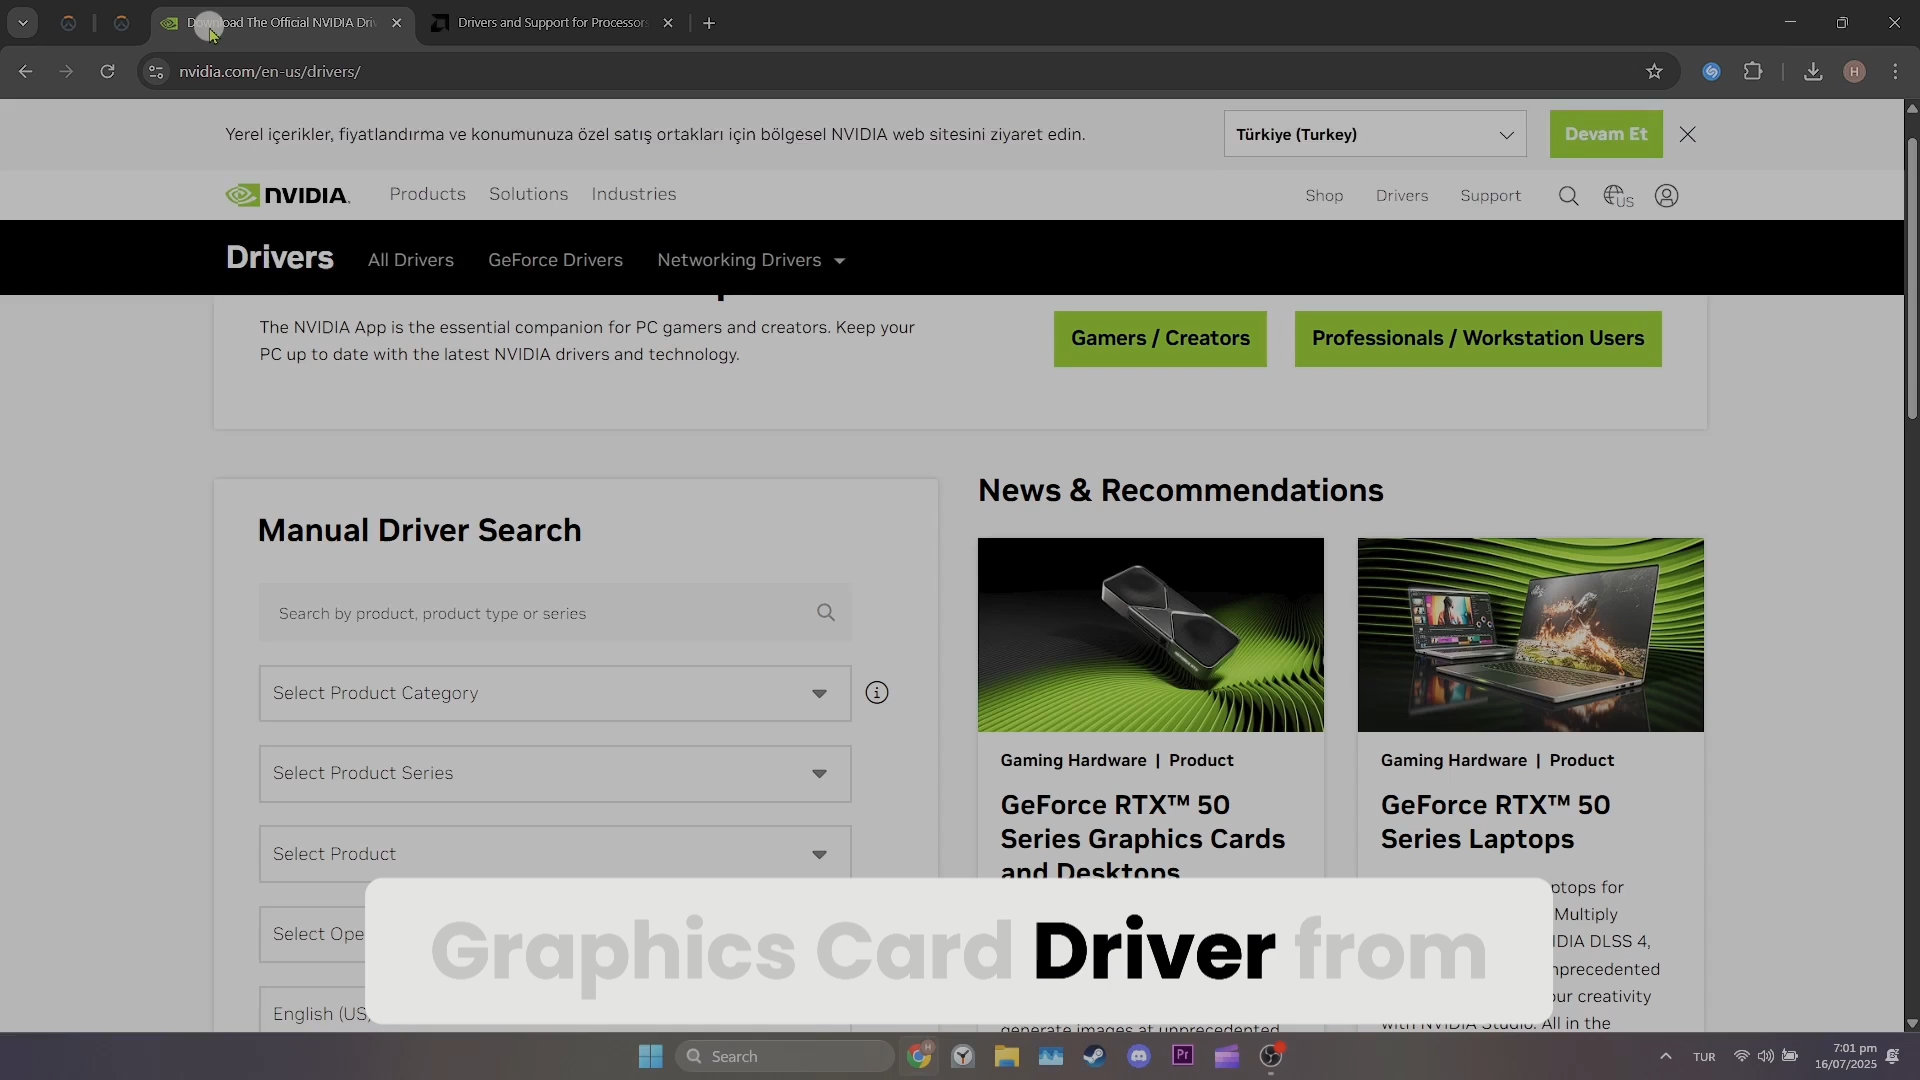 Download The Official NVIDIA Dri
Drivers and Support for Processors
nvidia.com/en-us/drivers/
H
Yerel içerikler, fiyatlandırma ve konumunuza özel satış ortakları için bölgesel NVIDIA web sitesini ziyaret edin.
Türkiye (Turkey)
Devam Et
NVIDIA.
Products
Solutions
Industries
Shop
Drivers
Support
US
Drivers
All Drivers
GeForce Drivers
Networking Drivers
The NVIDIA App is the essential companion for PC gamers and creators. Keep your
PC up to date with the latest NVIDIA drivers and technology.
Gamers / Creators
Professionals / Workstation Users
Manual Driver Search
Search by product, product type or series
Select Product Category
Select Product Series
Select Product
Select Ope
English (US)
News & Recommendations
Gaming Hardware | Product
GeForce RTX™ 50
Series Graphics Cards
and Desktops
generate images at unprecedented
Gaming Hardware | Product
GeForce RTX™ 50
Series Laptops
ptops for
Multiply
IDIA DLSS 4,
nprecedented
ur creativity
with NVIDIA Studio. All in the
Graphics Card Driver from
Search
H
Pr
TUR
7:01 pm
16/07/2025